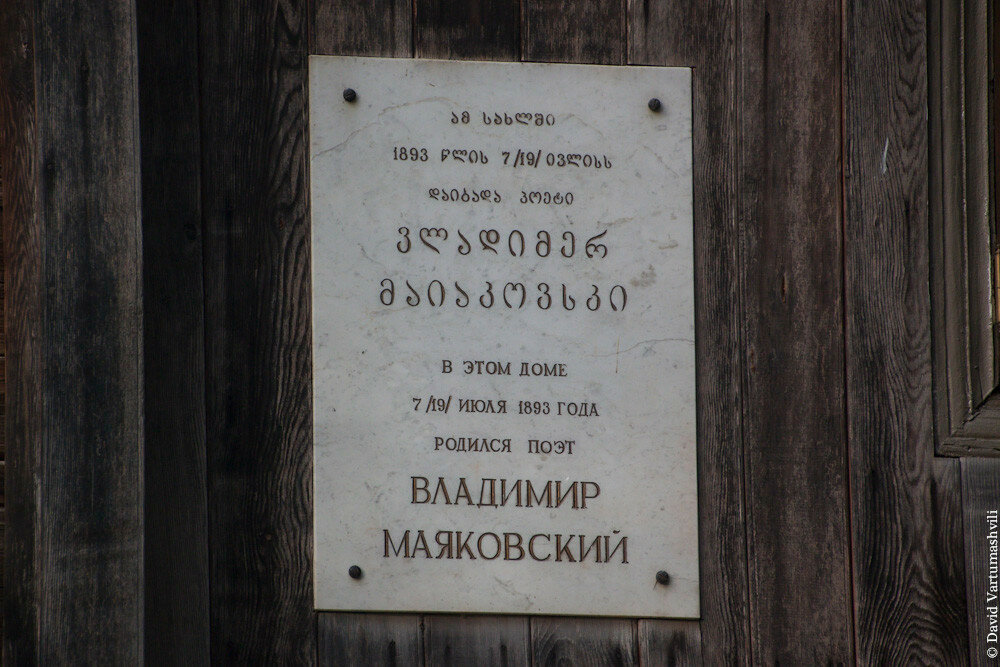 ამ სახლში
1893 წლის 7/19/ ივლისს
დაიბადა პოეტი
ვლადიმერ
მაიაკოვსკი
В ЭТОМ ДОМЕ
7/19/ ИЮЛЯ 1893 ГОДА
РОДИЛСЯ ПОЭТ
ВЛАДИМИР
МАЯКОВСКИЙ
© David Vartumashvili